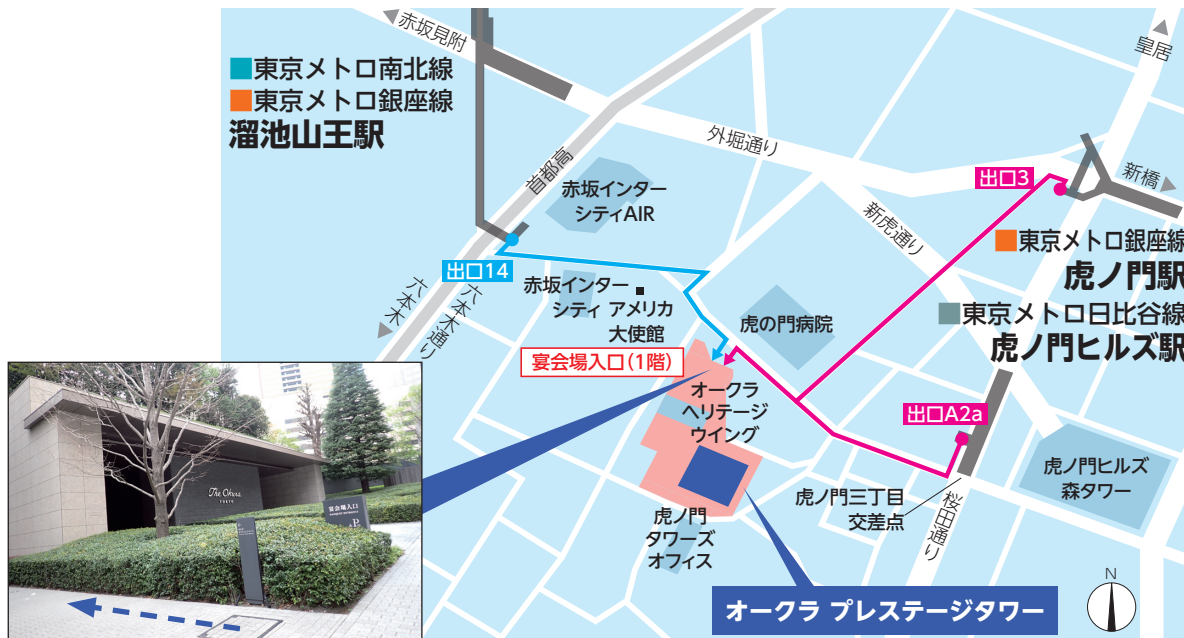 赤坂見附
皇居
■東京メトロ南北線
■東京メトロ銀座線
溜池山王駅
外堀通り
首都高
赤坂インター
シティAIR
出口3
新橋
新虎通り
■東京メトロ銀座線
虎ノ門駅
■東京メトロ日比谷線
虎ノ門ヒルズ駅
出口14
六本木
六本木通り
赤坂インター
シティ
アメリカ
大使館
虎の門病院
宴会場入口(1階)
オークラ
ヘリテージ
ウイング
出口A2a
虎ノ門ヒルズ
森タワー
虎ノ門三丁目
交差点
桜田通り
虎ノ門
タワーズ
オフィス
オークラ プレステージタワー
N
The Okura
TOKYO
宴会場入口
BANQUET ENTRANCE
P